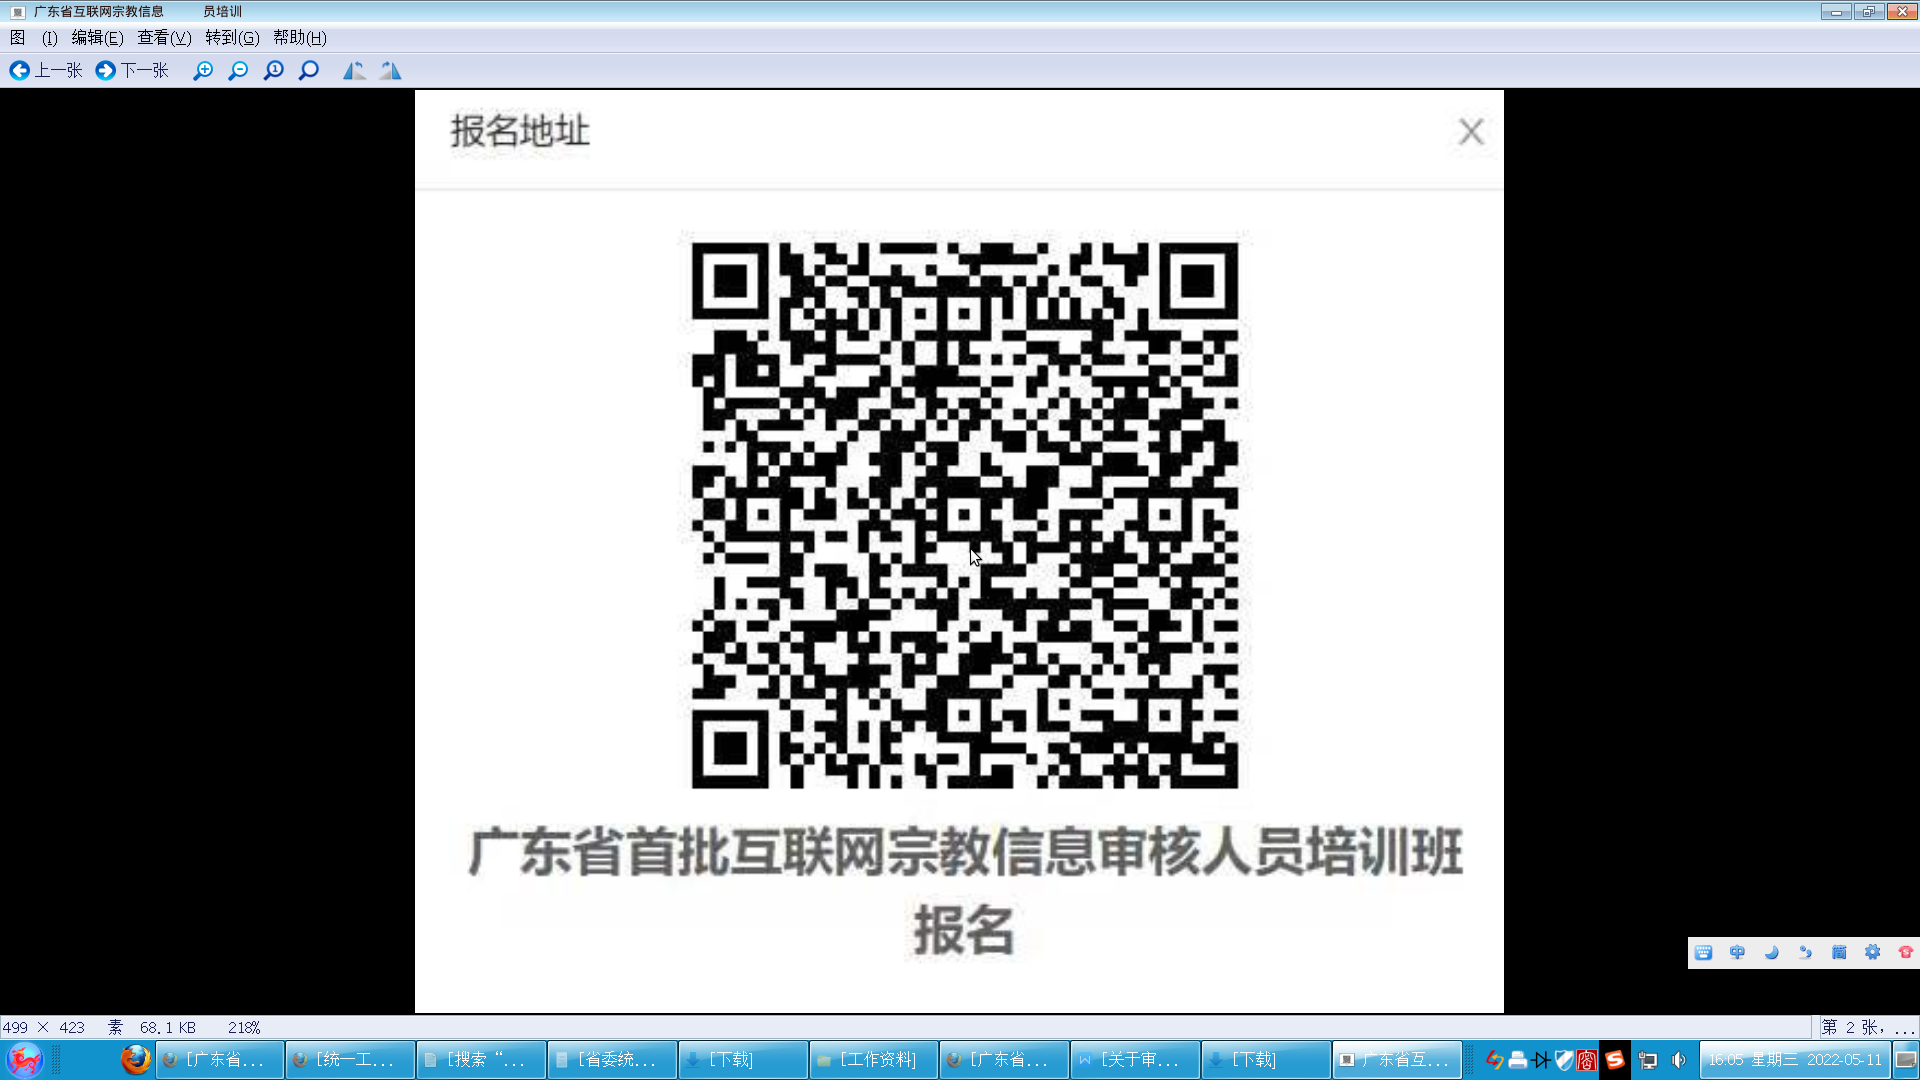 广东省互联网宗教信息 员培训
图 (I) 编辑(E) 查看(V) 转到(G) 帮助(H)
上一张 下一张
报名地址
广东省首批互联网宗教信息审核人员培训班
报名
中 简
499 × 423 素 68.1 KB 218%
第 2 张，...
[广东省... [统一工... [搜索“... [省委统... [下载] [工作资料] [广东省... [关于审... [下载] 广东省互...
16:05 星期三 2022-05-11